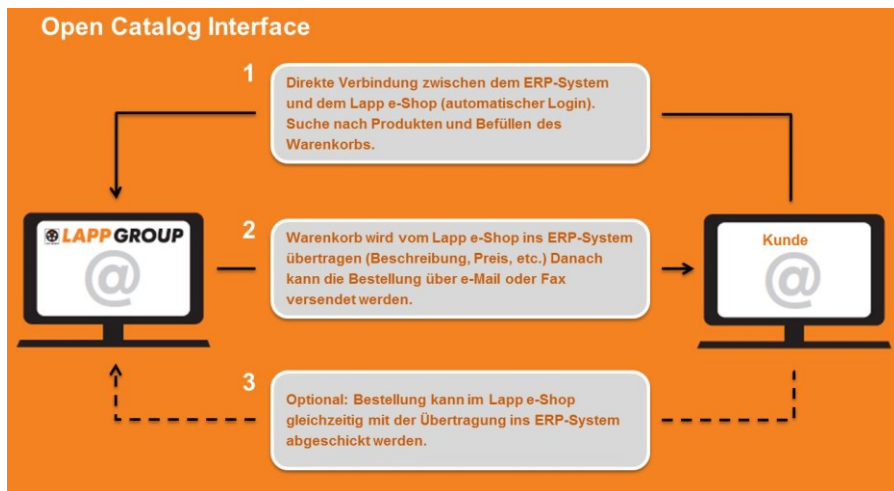 Open Catalog Interface
1
Direkte Verbindung zwischen dem ERP-System
und dem Lapp e-Shop (automatischer Login).
Suche nach Produkten und Befüllen des
Warenkorbs.
LAPP GROUP
@
2
Warenkorb wird vom Lapp e-Shop ins ERP-System
übertragen (Beschreibung, Preis, etc.) Danach
kann die Bestellung über e-Mail oder Fax
versendet werden.
Kunde
@
3
Optional: Bestellung kann im Lapp e-Shop
gleichzeitig mit der Übertragung ins ERP-System
abgeschickt werden.